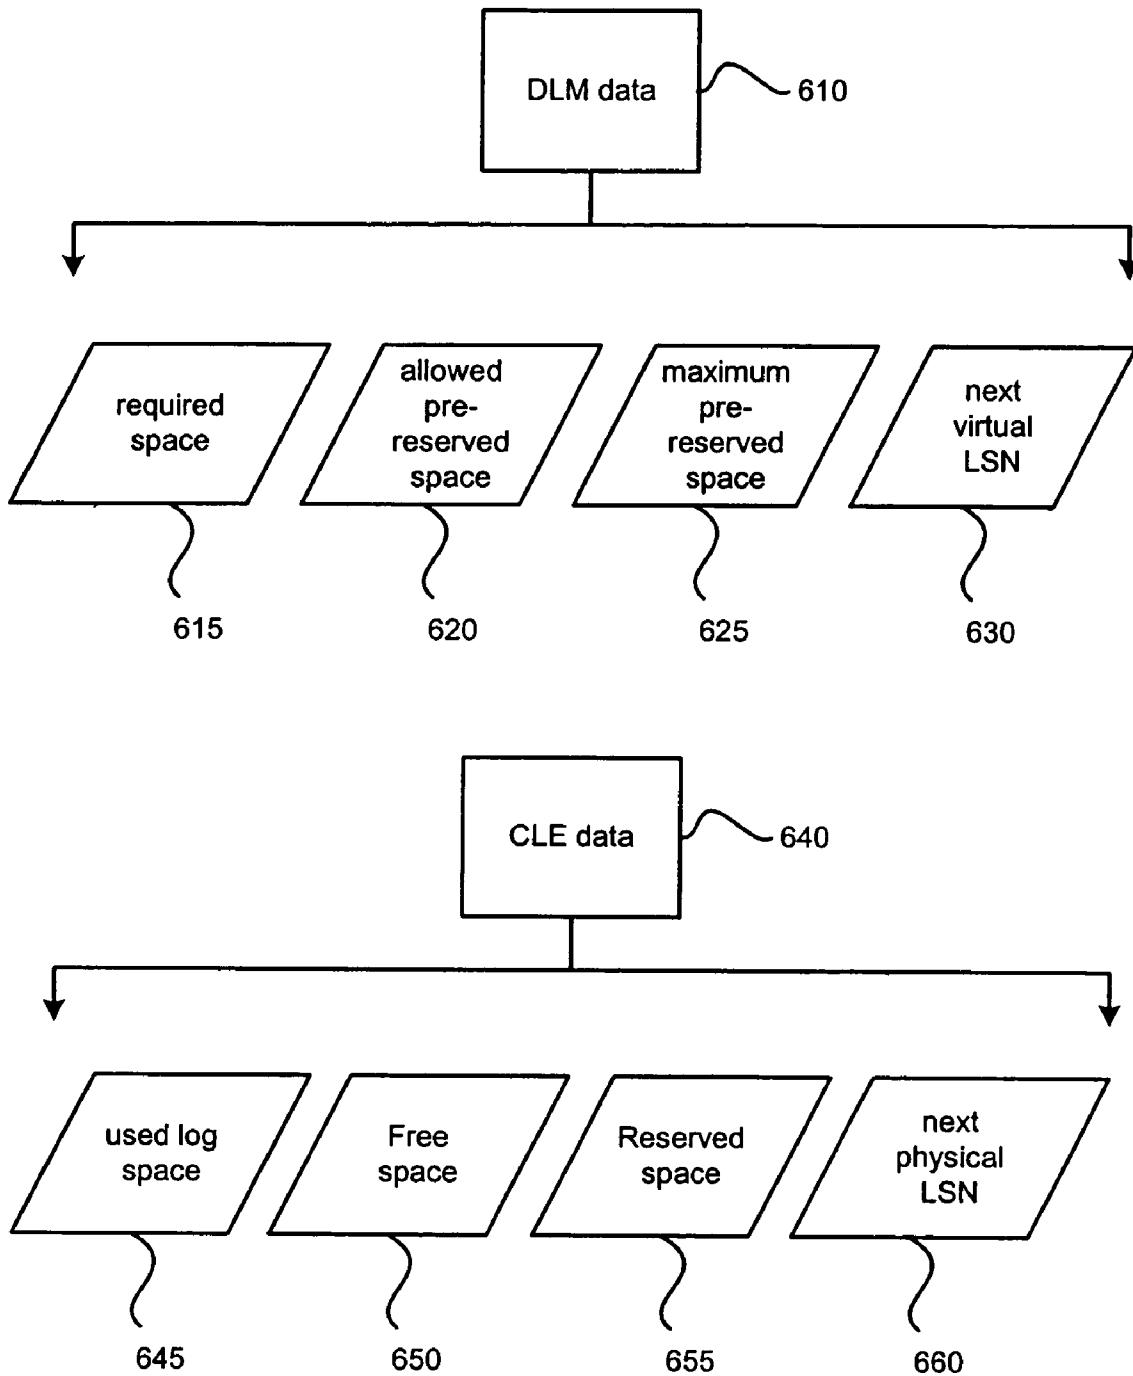 DLM data
610
required
space
allowed
pre-
reserved
space
maximum
pre-
reserved
space
next
virtual
LSN
615
620
625
630
CLE data
640
used log
space
Free
space
Reserved
space
next
physical
LSN
645
650
655
660